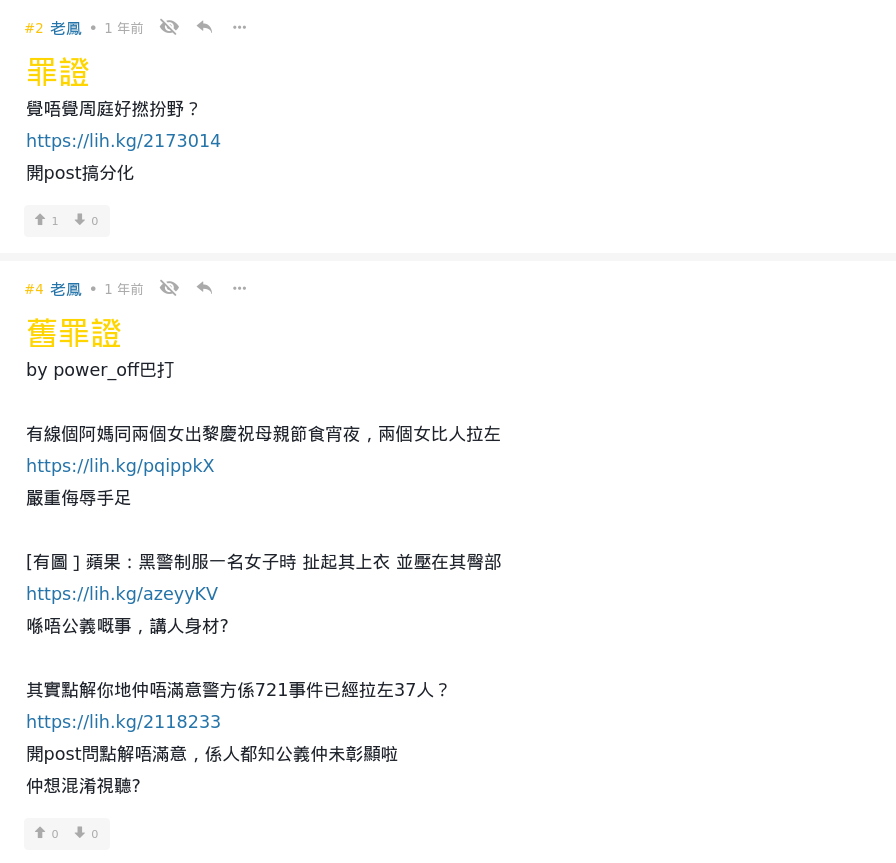 #2 老鳳 • 1 年前
罪證
覺唔覺周庭好撚扮野？
https://lih.kg/2173014
開post搞分化
1 0
#4 老鳳 • 1 年前
舊罪證
by power_off巴打
有線個阿媽同兩個女出黎慶祝母親節食宵夜，兩個女比人拉左
https://lih.kg/pqippkX
嚴重侮辱手足
[有圖］蘋果：黑警制服一名女子時 扯起其上衣 並壓在其臀部
https://lih.kg/azeyyKV
喺唔公義嘅事，講人身材?
其實點解你地仲唔滿意警方係721事件已經拉左37人？
https://lih.kg/2118233
開post問點解唔滿意，係人都知公義仲未彰顯啦
仲想混淆視聽?
0 0